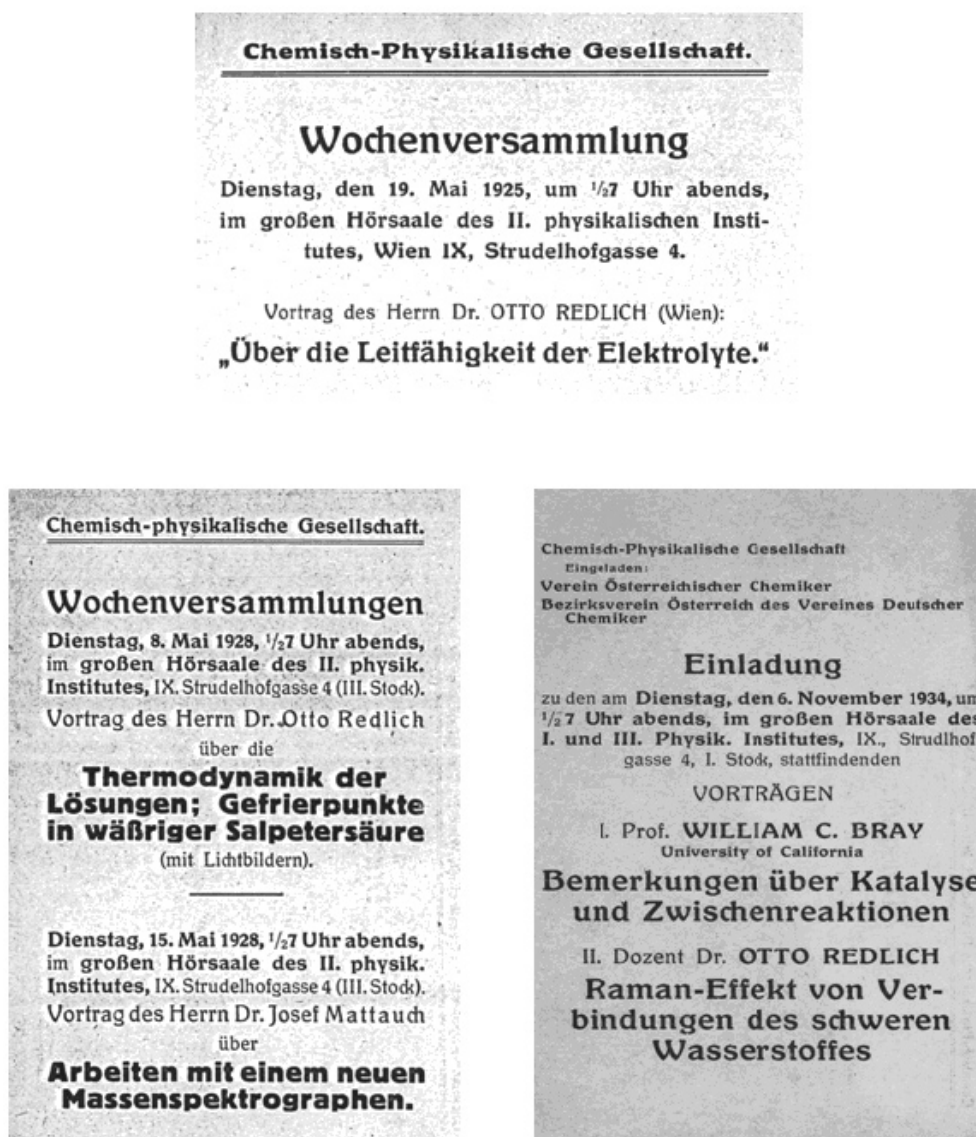 Chemisch-Physikalische Gesellschaft.
Wochenversammlung
Dienstag, den 19. Mai 1925, um ½7 Uhr abends,
im großen Hörsaale des II. physikalischen Insti-
tutes, Wien IX, Strudelhofgasse 4.
Vortrag des Herrn Dr. OTTO REDLICH (Wien):
„Über die Leitfähigkeit der Elektrolyte.“
Chemisch-physikalische Gesellschaft.
Wochenversammlungen
Dienstag, 8. Mai 1928, ½7 Uhr abends,
im großen Hörsaale des II. physik.
Institutes, IX. Strudelhofgasse 4 (III. Stock).
Vortrag des Herrn Dr. Otto Redlich
über die
Thermodynamik der
Lösungen; Gefrierpunkte
in wäßriger Salpetersäure
(mit Lichtbildern).
Dienstag, 15. Mai 1928, ½7 Uhr abends,
im großen Hörsaale des II. physik.
Institutes, IX. Strudelhofgasse 4 (III. Stock).
Vortrag des Herrn Dr. Josef Mattauch
über
Arbeiten mit einem neuen
Massenspektrographen.
Chemisch-Physikalische Gesellschaft
Eingeladen:
Verein Österreichischer Chemiker
Bezirksverein Österreich des Vereines Deutscher
Chemiker
Einladung
zu den am Dienstag, den 6. November 1934, um
½7 Uhr abends, im großen Hörsaale des
I. und III. Physik. Institutes, IX., Strudlhof
gasse 4, I. Stock, stattfindenden
VORTRÄGEN
I. Prof. WILLIAM C. BRAY
University of California
Bemerkungen über Katalyse
und Zwischenreaktionen
II. Dozent Dr. OTTO REDLICH
Raman-Effekt von Ver-
bindungen des schweren
Wasserstoffes